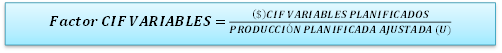 Factor CIF VARIABLES = ($)CIF VARIABLES PLANIFICADOS
PRODUCCIÓN PLANIFICADA AJUSTADA (U)